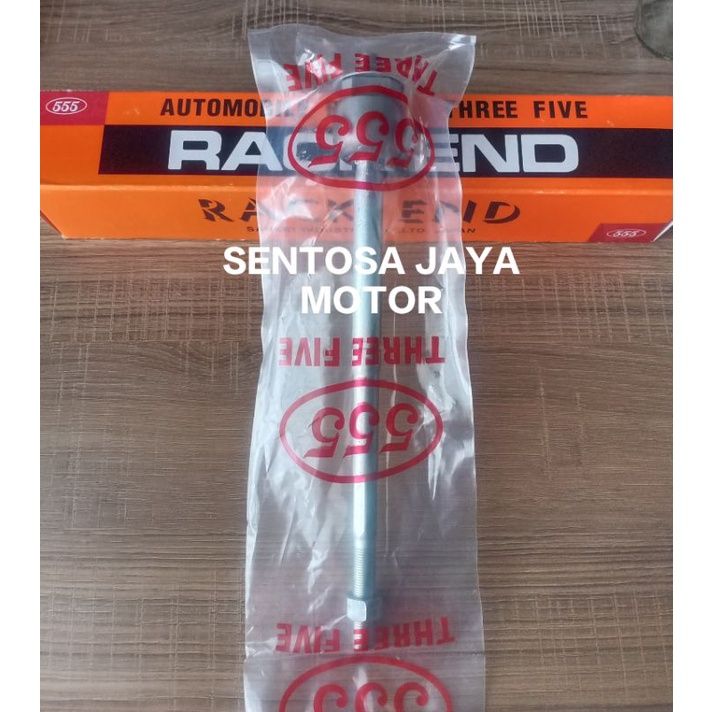 THREE FIVE
555
555
AUTOMOBILE THREE FIVE
RACK END
RACK END
555
SENTOSA JAYA
MOTOR
THREE FIVE
555
THREE FIVE
555